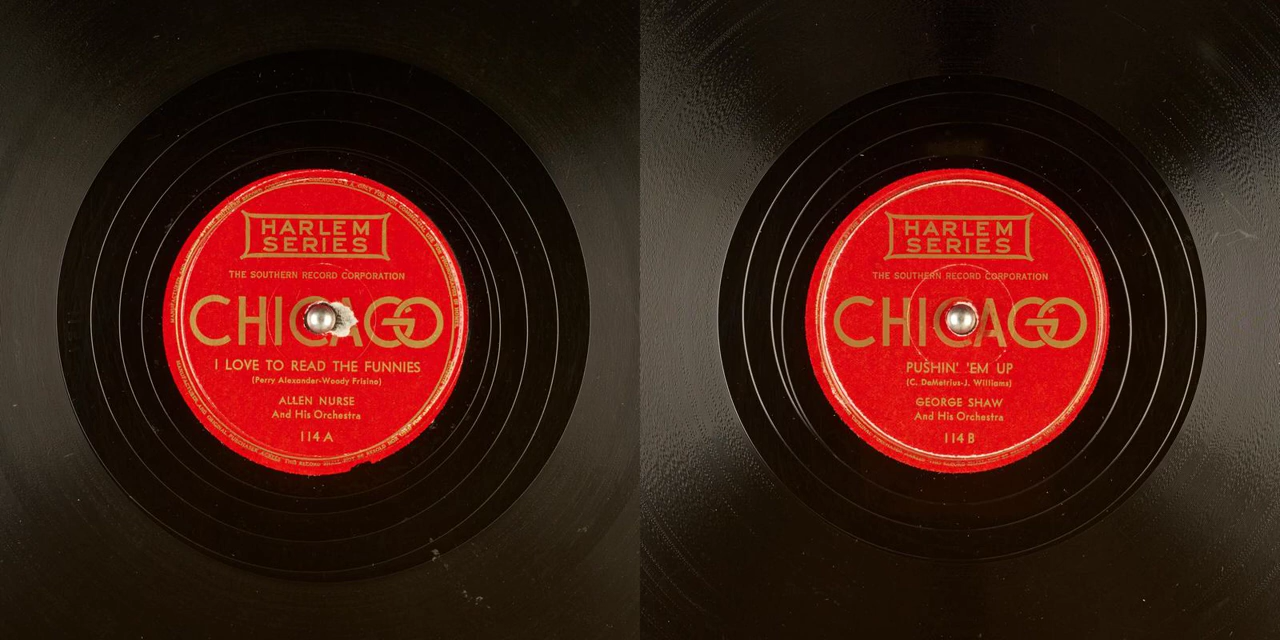 HARLEM
SERIES
THE SOUTHERN RECORD CORPORATION
CHICAGO
I LOVE TO READ THE FUNNIES
(Perry Alexander-Woody Frisino)
ALLEN NURSE
And His Orchestra
114 A
HARLEM
SERIES
THE SOUTHERN RECORD CORPORATION
CHICAGO
PUSHIN' 'EM UP
(C. DeMetrius-J. Williams)
GEORGE SHAW
And His Orchestra
114 B